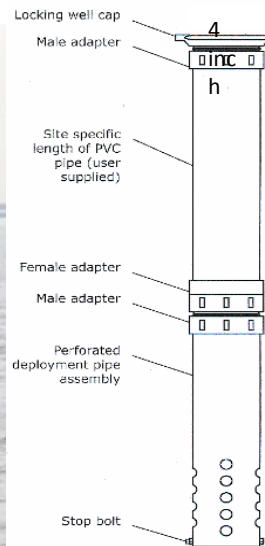 Locking well cap
4
Male adapter
inc
h
Site specific
length of PVC
pipe (user
supplied)
Female adapter
Male adapter
Perforated
deployment pipe
assembly
Stop bolt